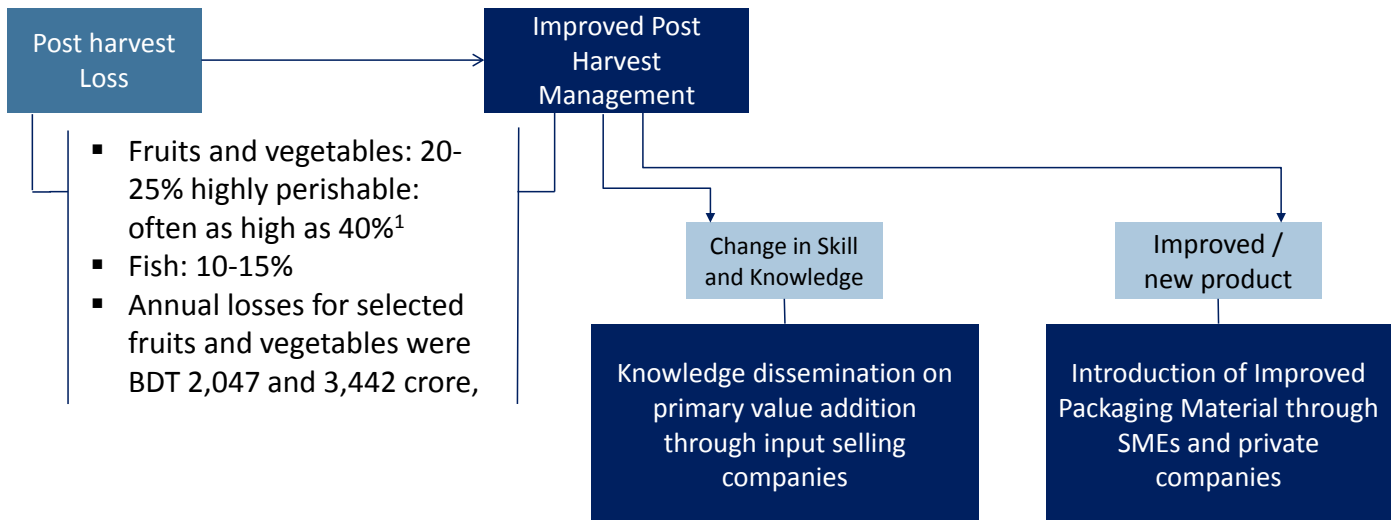 Post harvest
Loss
Improved Post
Harvest
Management
▪ Fruits and vegetables: 20-
25% highly perishable:
often as high as 40%¹
▪ Fish: 10-15%
▪ Annual losses for selected
fruits and vegetables were
BDT 2,047 and 3,442 crore,
Change in Skill
and Knowledge
Improved /
new product
Knowledge dissemination on
primary value addition
through input selling
companies
Introduction of Improved
Packaging Material through
SMEs and private
companies